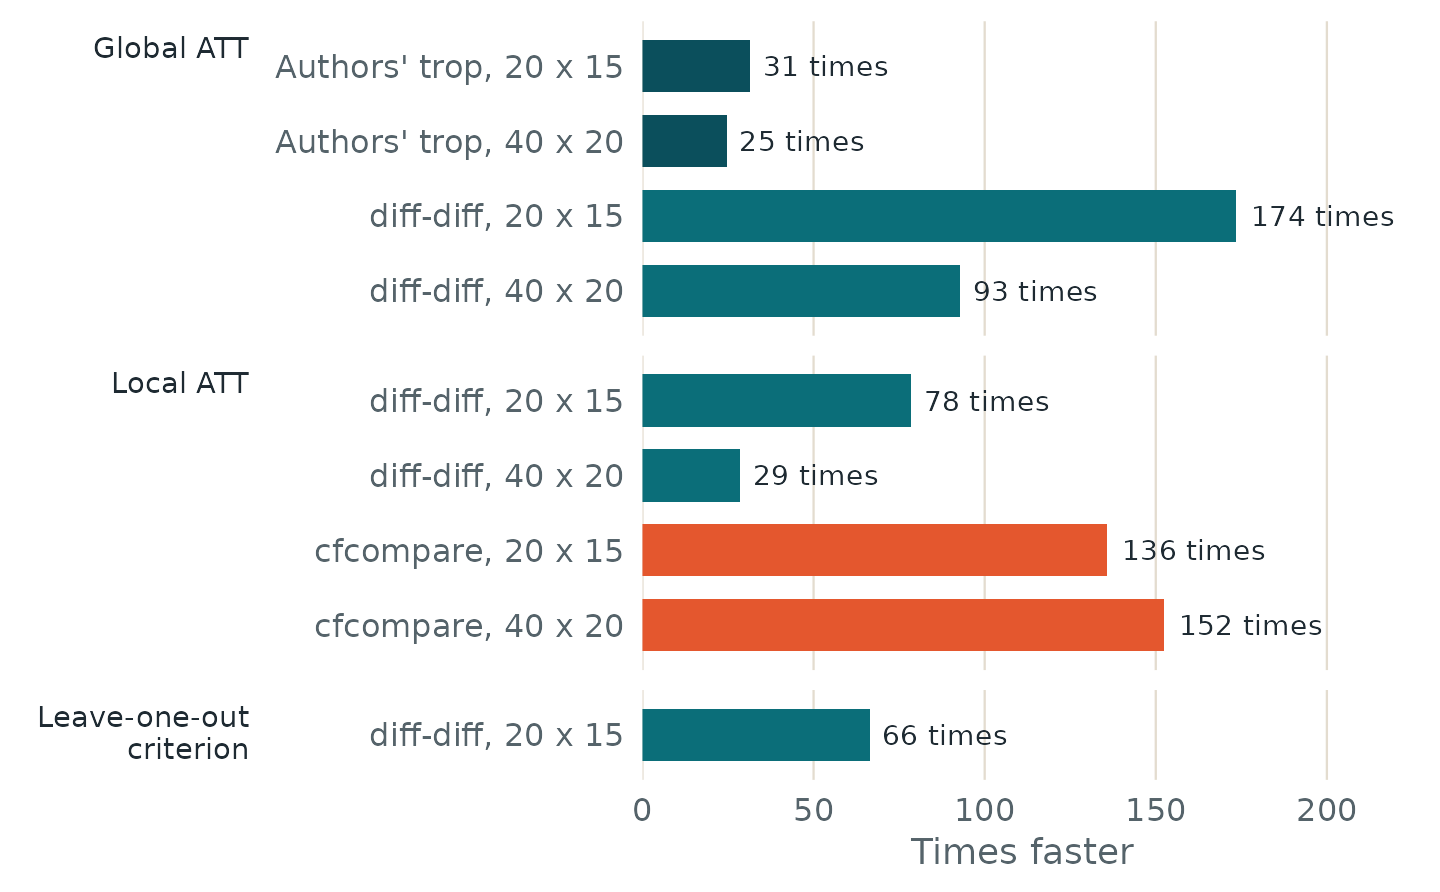 Global ATT
Authors' trop, 20 x 15
31 times
Authors' trop, 40 x 20
25 times
diff-diff, 20 x 15
174 times
diff-diff, 40 x 20
93 times
Local ATT
diff-diff, 20 x 15
78 times
diff-diff, 40 x 20
29 times
cfcompare, 20 x 15
136 times
cfcompare, 40 x 20
152 times
Leave-one-out
criterion
diff-diff, 20 x 15
66 times
0 50 100 150 200
Times faster